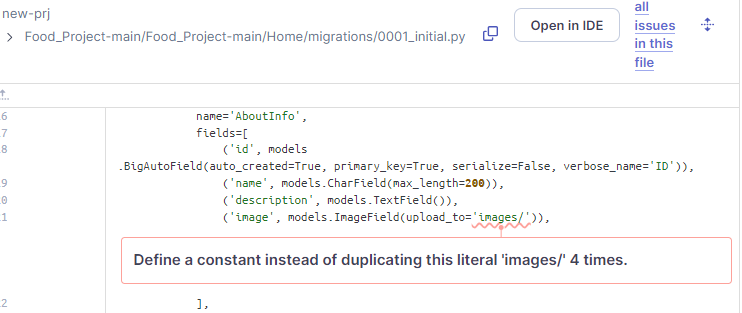 new-prj
Food_Project-main/Food_Project-main/Home/migrations/0001_initial.py
Open in IDE
all
issues
in this
file
6 name='AboutInfo',
7 fields=[
8 ('id', models
.BigAutoField(auto_created=True, primary_key=True, serialize=False, verbose_name='ID')),
9 ('name', models.CharField(max_length=200)),
20 ('description', models.TextField()),
21 ('image', models.ImageField(upload_to='images/')),
Define a constant instead of duplicating this literal 'images/' 4 times.
22 ],